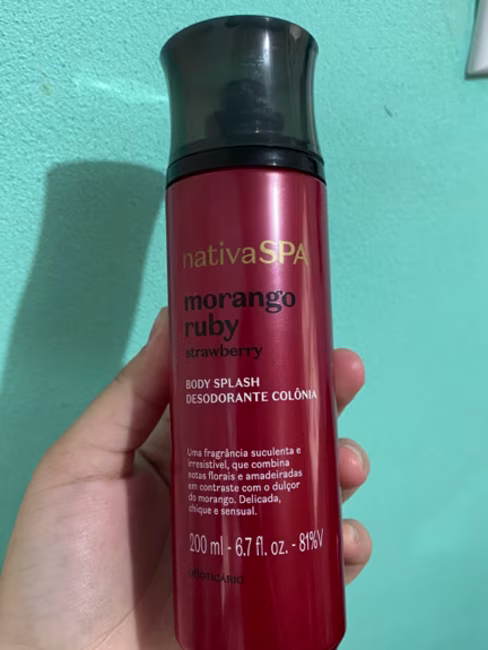 nativaSPA
morango
ruby
strawberry
BODY SPLASH
DESODORANTE COLÔNIA
Uma fragrância suculenta e
irresistível, que combina
notas florais e amadeiradas
em contraste com o dulçor
do morango. Delicada,
chique e sensual.
200 ml - 6.7 fl. oz. - 81%V
oBOTICÁRIO